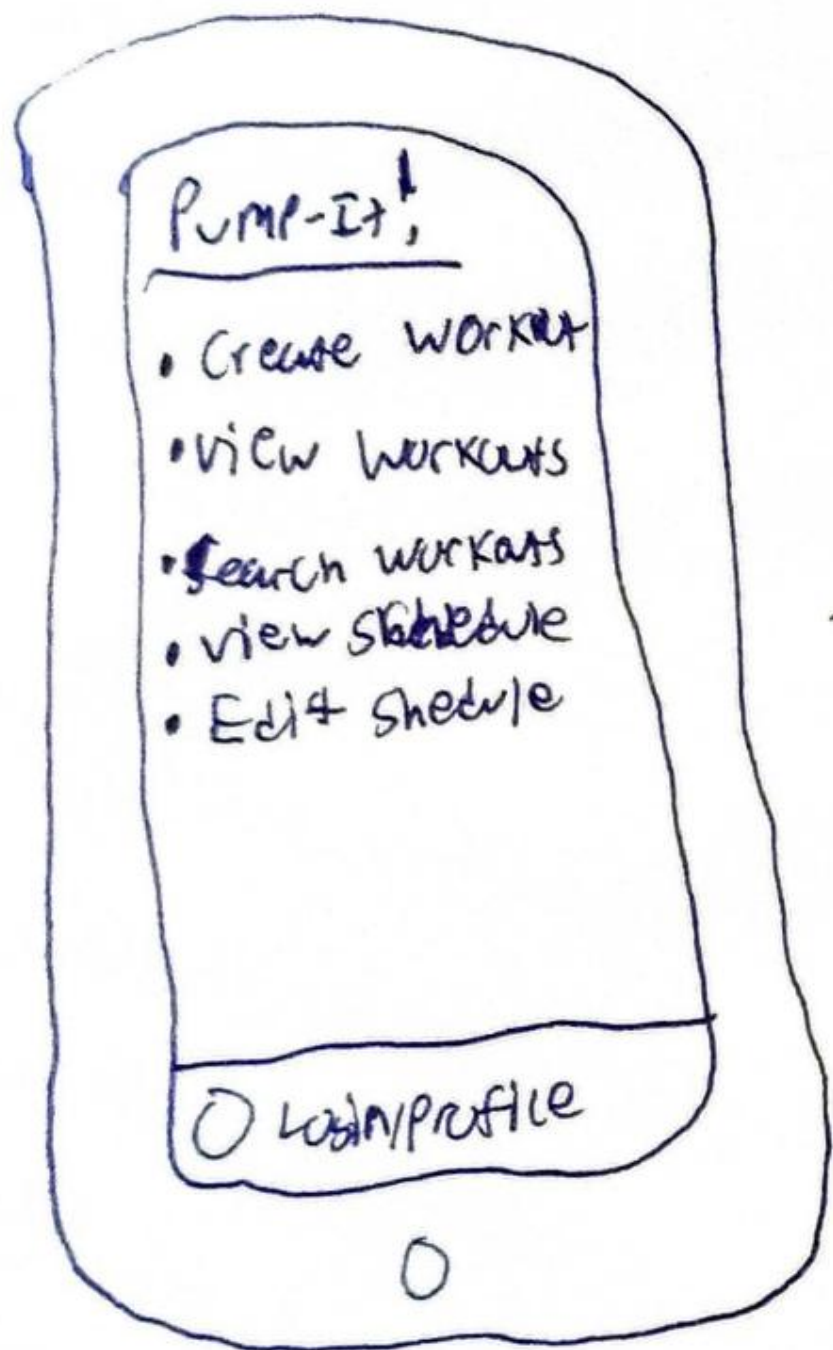 Pump-It!
• Create workout
• View workouts
• Search workouts
• view Schedule
• Edit Shedule
Login/profile